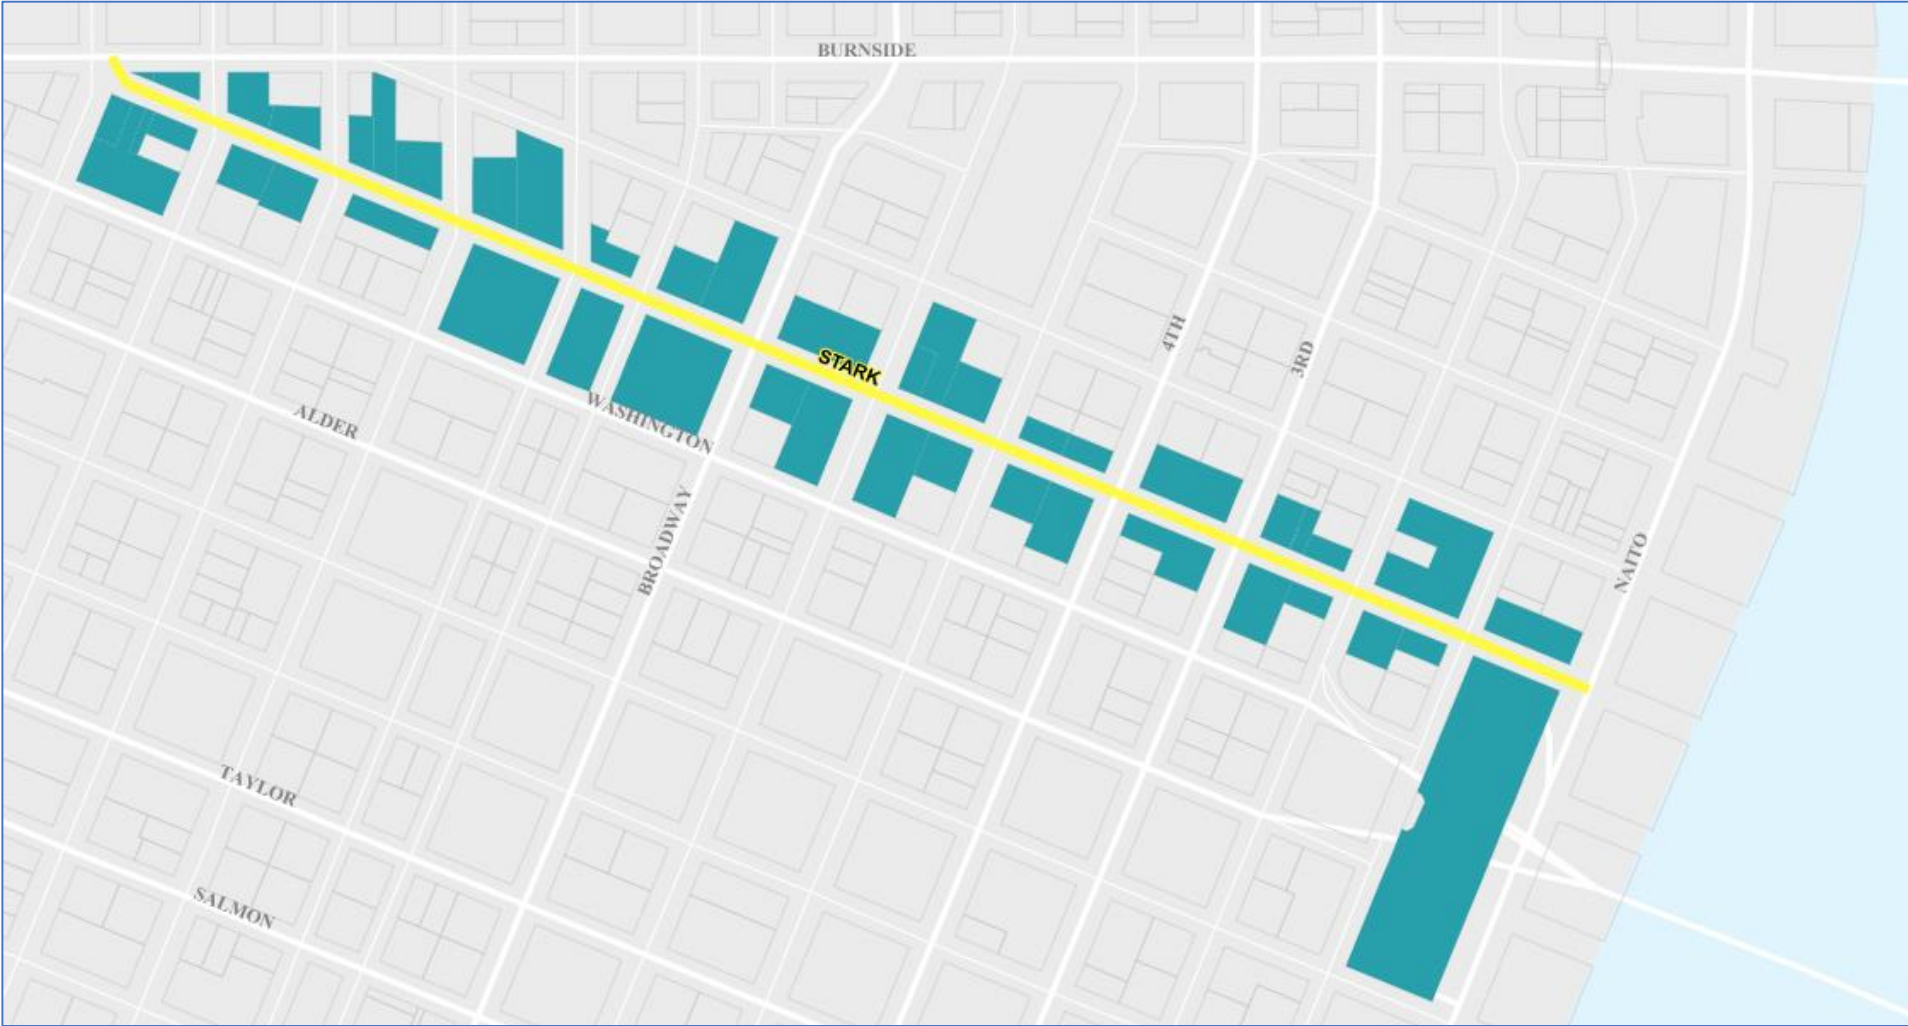 BURNSIDE
4TH
3RD
STARK
WASHINGTON
ALDER
BROADWAY
NAITO
TAYLOR
SALMON